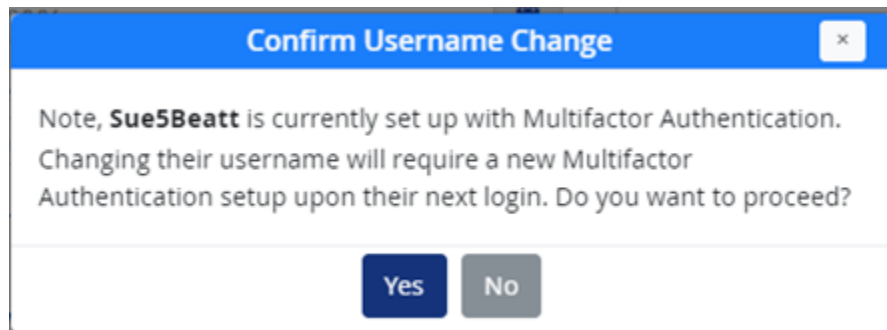 Confirm Username Change
×
Note, Sue5Beatt is currently set up with Multifactor Authentication.
Changing their username will require a new Multifactor
Authentication setup upon their next login. Do you want to proceed?
Yes No